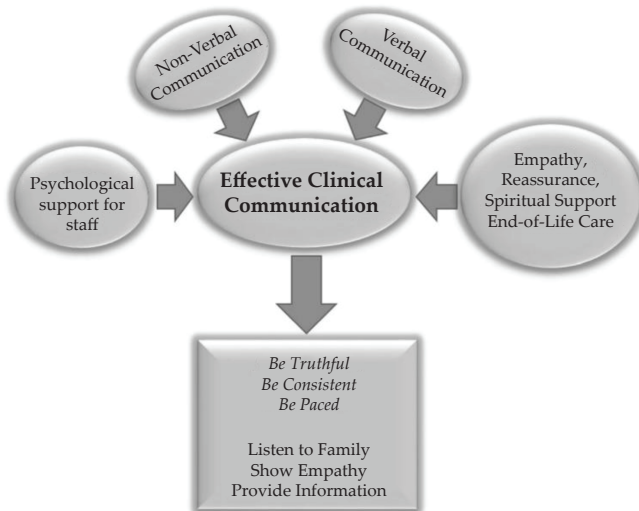 Non-Verbal
Communication
Verbal
Communication
Psychological
support for
staff
Effective Clinical
Communication
Empathy,
Reassurance,
Spiritual Support
End-of-Life Care
Be Truthful
Be Consistent
Be Paced
Listen to Family
Show Empathy
Provide Information